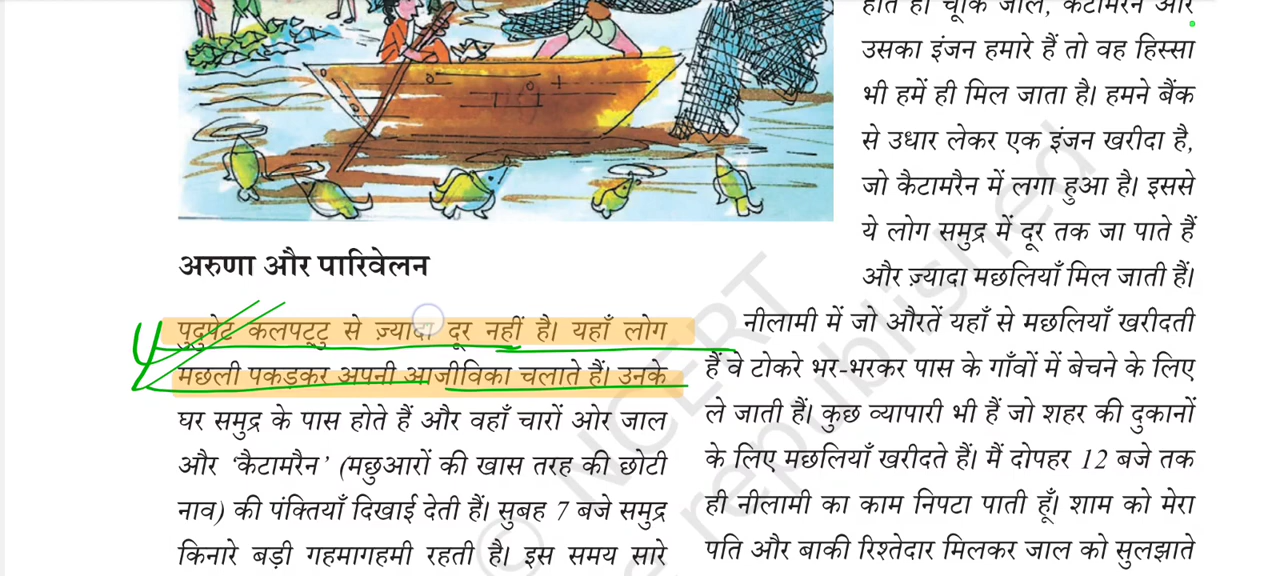 अरुणा और पारिवेलन
पुदुपेट कलपट्टु से ज़्यादा दूर नहीं है। यहाँ लोग
मछली पकड़कर अपनी आजीविका चलाते हैं। उनके
घर समुद्र के पास होते हैं और वहाँ चारों ओर जाल
और ‘कैटामरैन’ (मछुआरों की खास तरह की छोटी
नाव) की पंक्तियाँ दिखाई देती हैं। सुबह 7 बजे समुद्र
किनारे बड़ी गहमागहमी रहती है। इस समय सारे
होते हैं। चूँकि जाल, कैटामरैन और
उसका इंजन हमारे हैं तो वह हिस्सा
भी हमें ही मिल जाता है। हमने बैंक
से उधार लेकर एक इंजन खरीदा है,
जो कैटामरैन में लगा हुआ है। इससे
ये लोग समुद्र में दूर तक जा पाते हैं
और ज़्यादा मछलियाँ मिल जाती हैं।
नीलामी में जो औरतें यहाँ से मछलियाँ खरीदती
हैं वे टोकरे भर-भरकर पास के गाँवों में बेचने के लिए
ले जाती हैं। कुछ व्यापारी भी हैं जो शहर की दुकानों
के लिए मछलियाँ खरीदते हैं। मैं दोपहर 12 बजे तक
ही नीलामी का काम निपटा पाती हूँ। शाम को मेरा
पति और बाकी रिश्तेदार मिलकर जाल को सुलझाते
© NCERT
republished